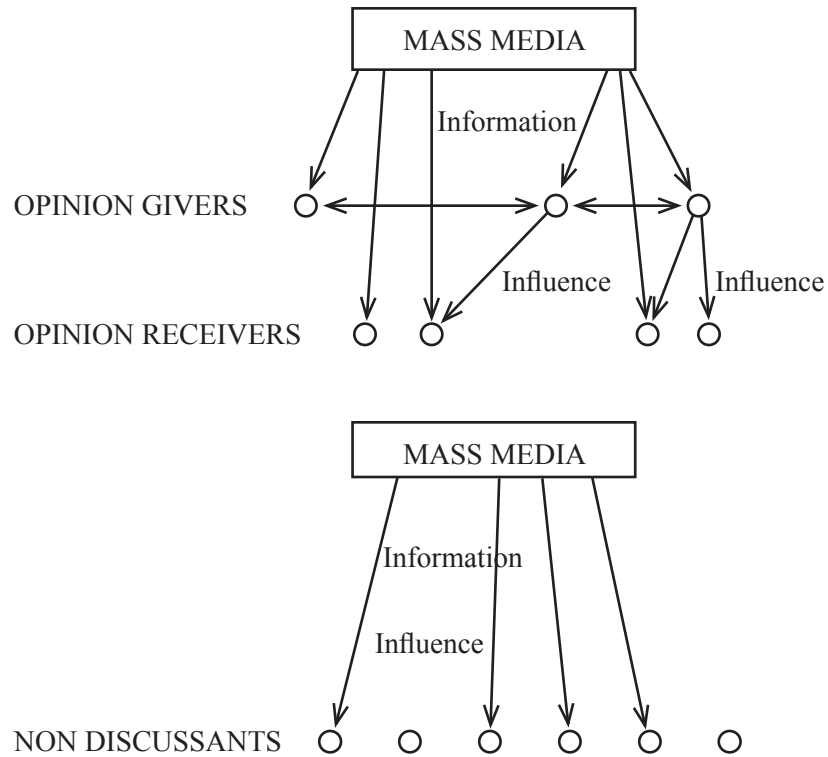 MASS MEDIA
Information
OPINION GIVERS
Influence
Influence
OPINION RECEIVERS
MASS MEDIA
Information
Influence
NON DISCUSSANTS